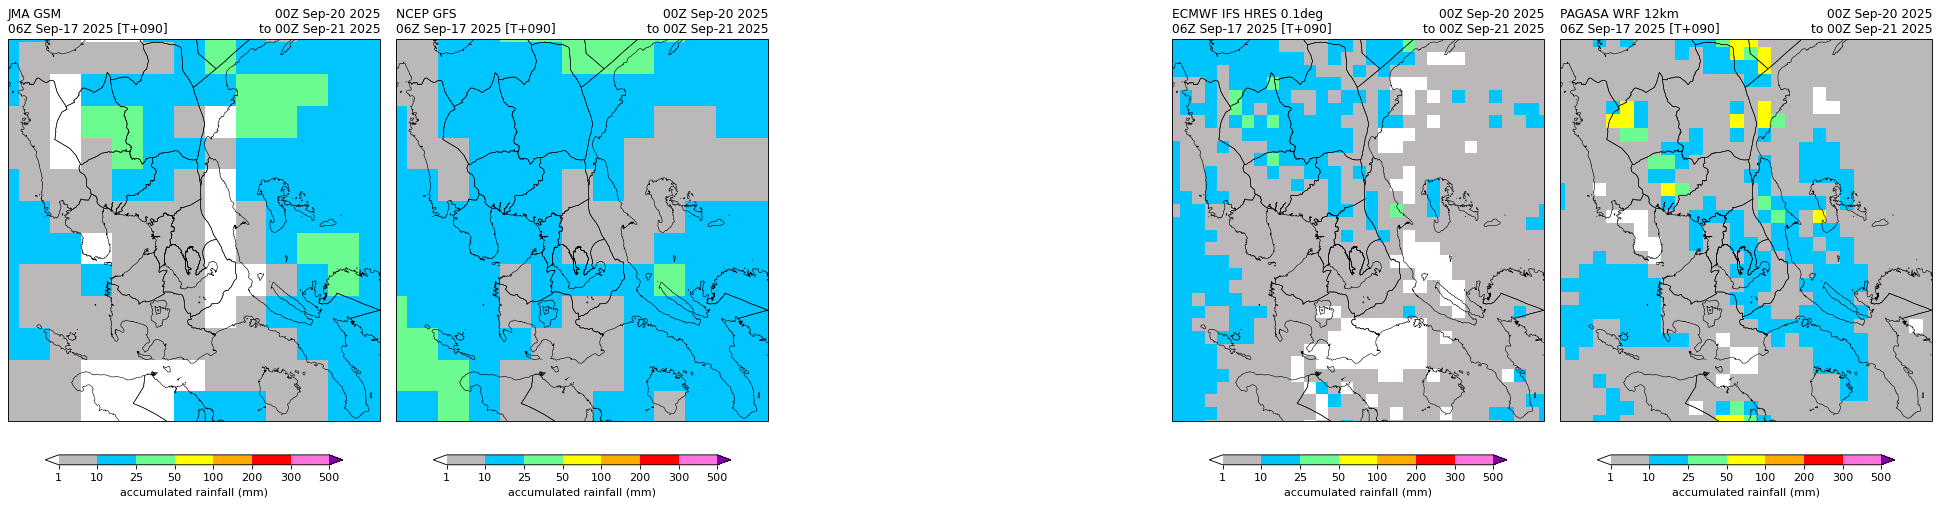 JMA GSM 00Z Sep-20 2025
06Z Sep-17 2025 [T+090] to 00Z Sep-21 2025
NCEP GFS 00Z Sep-20 2025
06Z Sep-17 2025 [T+090] to 00Z Sep-21 2025
ECMWF IFS HRES 0.1deg 00Z Sep-20 2025
06Z Sep-17 2025 [T+090] to 00Z Sep-21 2025
PAGASA WRF 12km 00Z Sep-20 2025
06Z Sep-17 2025 [T+090] to 00Z Sep-21 2025
1 10 25 50 100 200 300 500
accumulated rainfall (mm)
1 10 25 50 100 200 300 500
accumulated rainfall (mm)
1 10 25 50 100 200 300 500
accumulated rainfall (mm)
1 10 25 50 100 200 300 500
accumulated rainfall (mm)